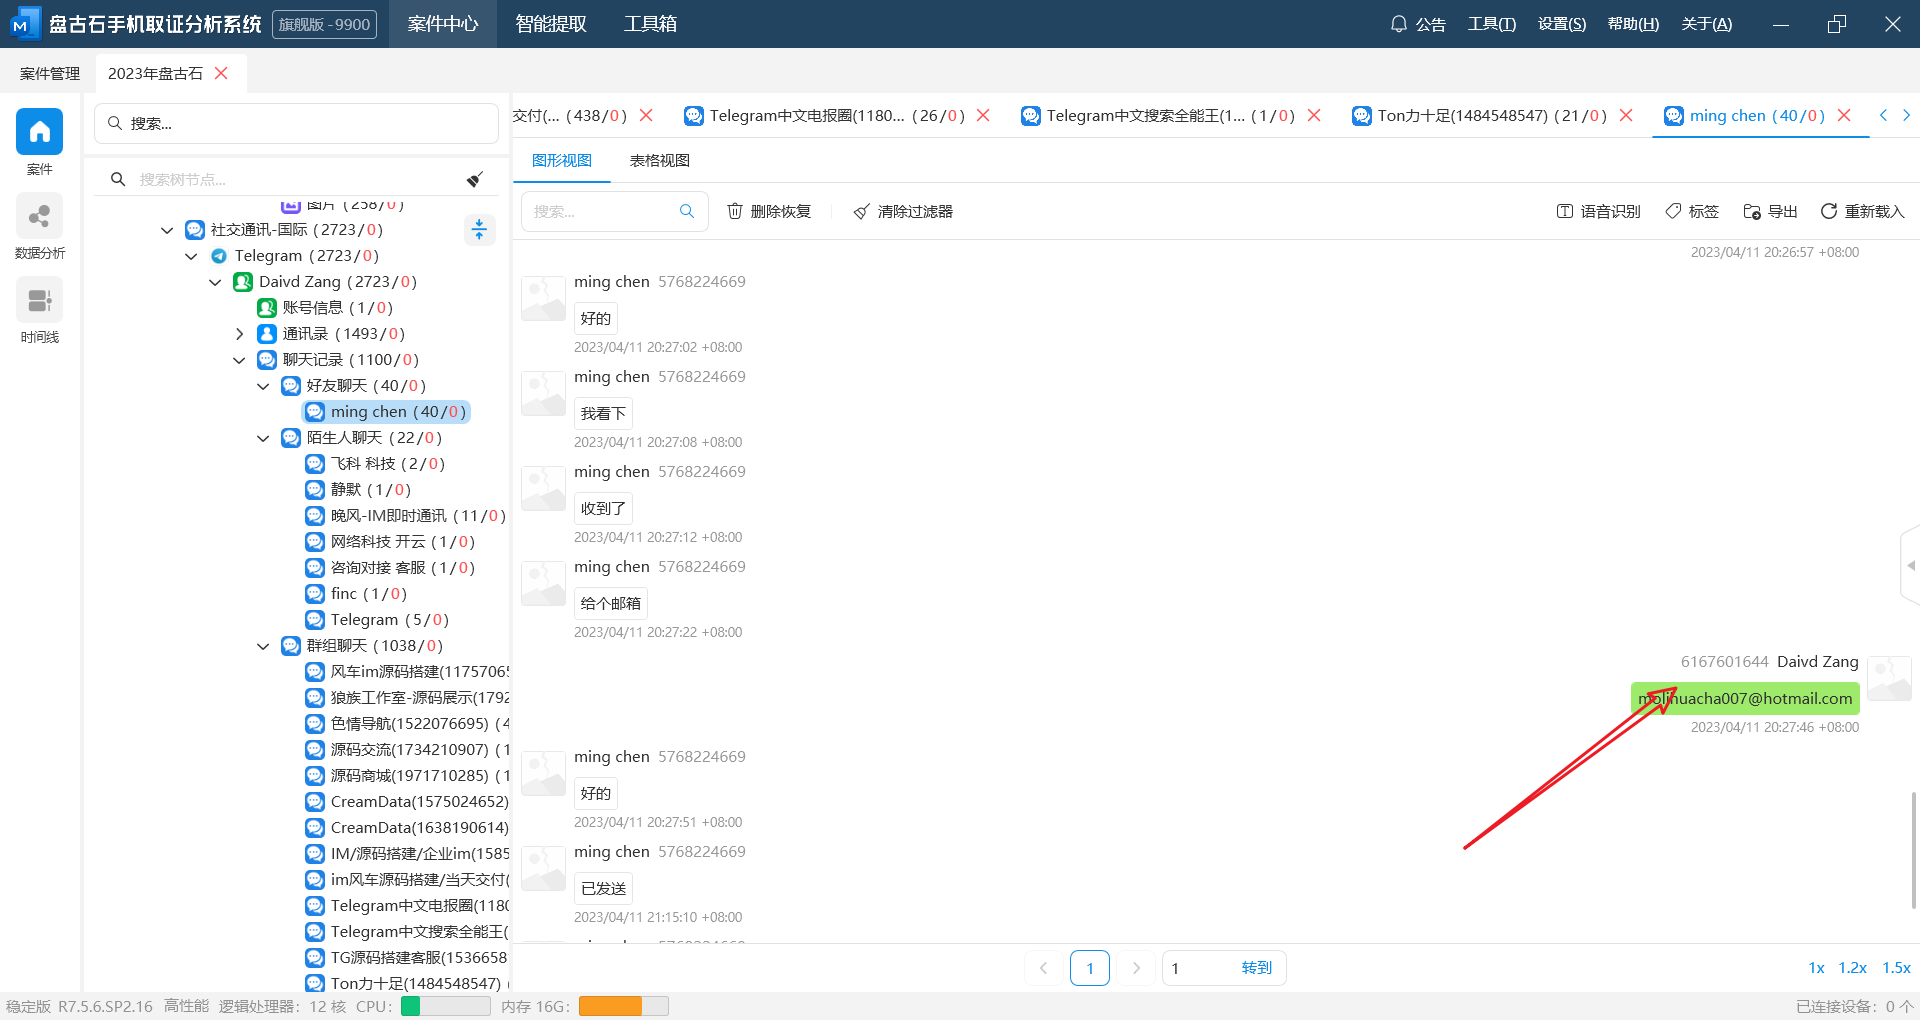 盘古石手机取证分析系统 旗舰版 - 9900 案件中心 智能提取 工具箱 公告 工具(T) 设置(S) 帮助(H) 关于(A)
案件管理 2023年盘古石
搜索...
交付(... (438/0) Telegram中文电报圈(1180... (26/0) Telegram中文搜索全能王(1... (1/0) Ton力十足(1484548547) (21/0) ming chen (40/0)
案件
数据分析
时间线
搜索树节点...
图片 (258/0)
社交通讯-国际 (2723/0)
Telegram (2723/0)
Daivd Zang (2723/0)
账号信息 (1/0)
通讯录 (1493/0)
聊天记录 (1100/0)
好友聊天 (40/0)
ming chen (40/0)
陌生人聊天 (22/0)
飞科 科技 (2/0)
静默 (1/0)
晚风-IM即时通讯 (11/0)
网络科技 开云 (1/0)
咨询对接 客服 (1/0)
finc (1/0)
Telegram (5/0)
群组聊天 (1038/0)
风车im源码搭建(11757065
狼族工作室-源码展示(1792
色情导航(1522076695) (4
源码交流(1734210907) (1
源码商城(1971710285) (1
CreamData(1575024652)
CreamData(1638190614)
IM/源码搭建/企业im(1585
im风车源码搭建/当天交付(
Telegram中文电报圈(1180
Telegram中文搜索全能王(
TG源码搭建客服(1536658
Ton力十足(1484548547) (
图形视图 表格视图
搜索... 删除恢复 清除过滤器 语音识别 标签 导出 重新载入
2023/04/11 20:26:57 +08:00
ming chen 5768224669
好的
2023/04/11 20:27:02 +08:00
ming chen 5768224669
我看下
2023/04/11 20:27:08 +08:00
ming chen 5768224669
收到了
2023/04/11 20:27:12 +08:00
ming chen 5768224669
给个邮箱
2023/04/11 20:27:22 +08:00
6167601644 Daivd Zang
molihuacha007@hotmail.com
2023/04/11 20:27:46 +08:00
ming chen 5768224669
好的
2023/04/11 20:27:51 +08:00
ming chen 5768224669
已发送
2023/04/11 21:15:10 +08:00
1 1 转到 1x 1.2x 1.5x
稳定版 R7.5.6.SP2.16 高性能 逻辑处理器：12 核 CPU： 内存 16G： 已连接设备：0 个